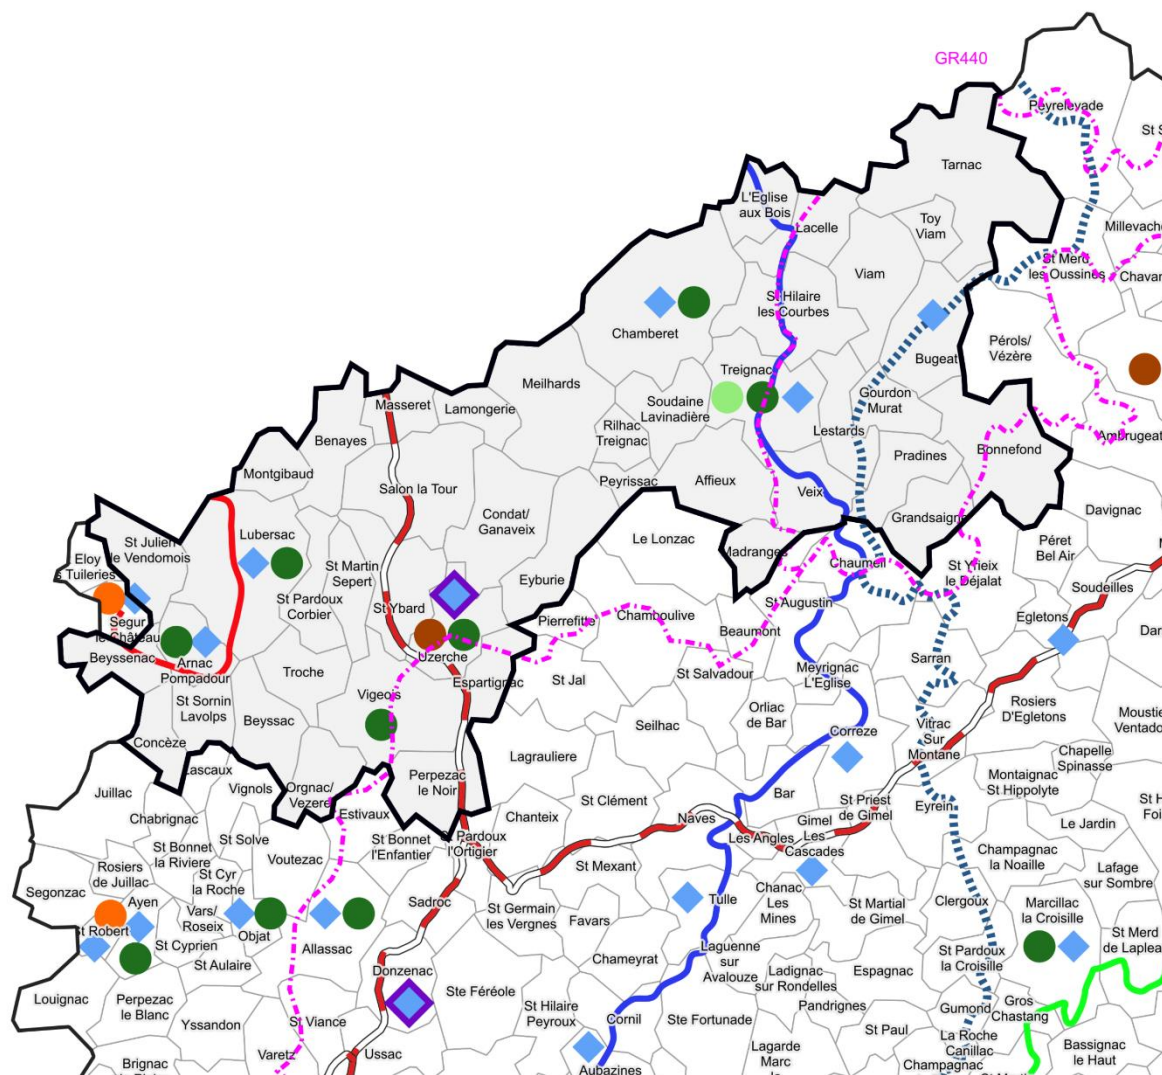 GR440
Peyrelevade
St S
Tarnac
L'Eglise
aux Bois
Lacelle
Toy
Viam
Millevache
St Merd
les Oussines
Chavar
Viam
St Hilaire
les Courbes
Chamberet
Pérols/
Vézère
Bugeat
Treignac
Meilhards
Gourdon
Murat
Soudaine
Lavinadière
Masseret
Lamongerie
Lestards
Rilhac
Treignac
Benayes
Ambrugeat
Pradines
Bonnefond
Montgibaud
Salon la Tour
Peyrissac
Affieux
Veix
Condat/
Ganaveix
Grandsaigne
Davignac
Lubersac
St Julien
de Vendomois
Eloy
s Tuileries
Le Lonzac
Madranges
Chaumeil
St Yrieix
le Déjalat
Péret
Bel Air
St Martin
Sepert
Eyburie
Soudeilles
St Pardoux
Corbier
St Ybard
St Augustin
Pierrefitte
Chamboulive
Beaumont
Egletons
Segur
le Château
Dar
Beyssenac
Arnac
Pompadour
Uzerche
Sarran
Troche
Espartignac
St Jal
St Salvadour
Meyrignac
L'Eglise
Vigeois
St Sornin
Lavolps
Beyssac
Rosiers
D'Egletons
Orliac
de Bar
Seilhac
Moustie
Ventado
Vitrac
Sur
Montane
Correze
Concèze
Lagrauliere
Chapelle
Spinasse
Lascaux
Perpezac
le Noir
Juillac
Vignols
Orgnac/
Vezere
Montaignac
St Hippolyte
Bar
St Clément
St Priest
de Gimel
Chabrignac
Estivaux
Eyrein
St H
Foi
Chanteix
Naves
Gimel
Les
Cascades
Le Jardin
St Solve
St Bonnet
l'Enfantier
St Pardoux
l'Ortigier
Les Angles
St Bonnet
la Riviere
Voutezac
Champagnac
la Noaille
Rosiers
de Juillac
St Mexant
Lafage
sur Sombre
St Cyr
la Roche
Segonzac
Chanac
Les
Mines
Ayen
Sadroc
Tulle
Clergoux
Marcillac
la Croisille
St Martial
de Gimel
Vars/
Roseix
St Germain
les Vergnes
Favars
St Robert
Objat
St Merd
de Laplea
St Cyprien
Allassac
Laguenne
sur
Avalouze
St Pardoux
la Croisille
Chameyrat
St Aulaire
Donzenac
Ladignac
sur Rondelles
Espagnac
Ste Féréole
Louignac
Perpezac
le Blanc
St Hilaire
Peyroux
Pandrignes
Gumond
Gros
Chastang
Yssandon
St Viance
Cornil
Ste Fortunade
St Paul
La Roche
Canillac
Varetz
Ussac
Lagarde
Marc
Bassignac
le Haut
Brignac
Aubazines
Champagnac